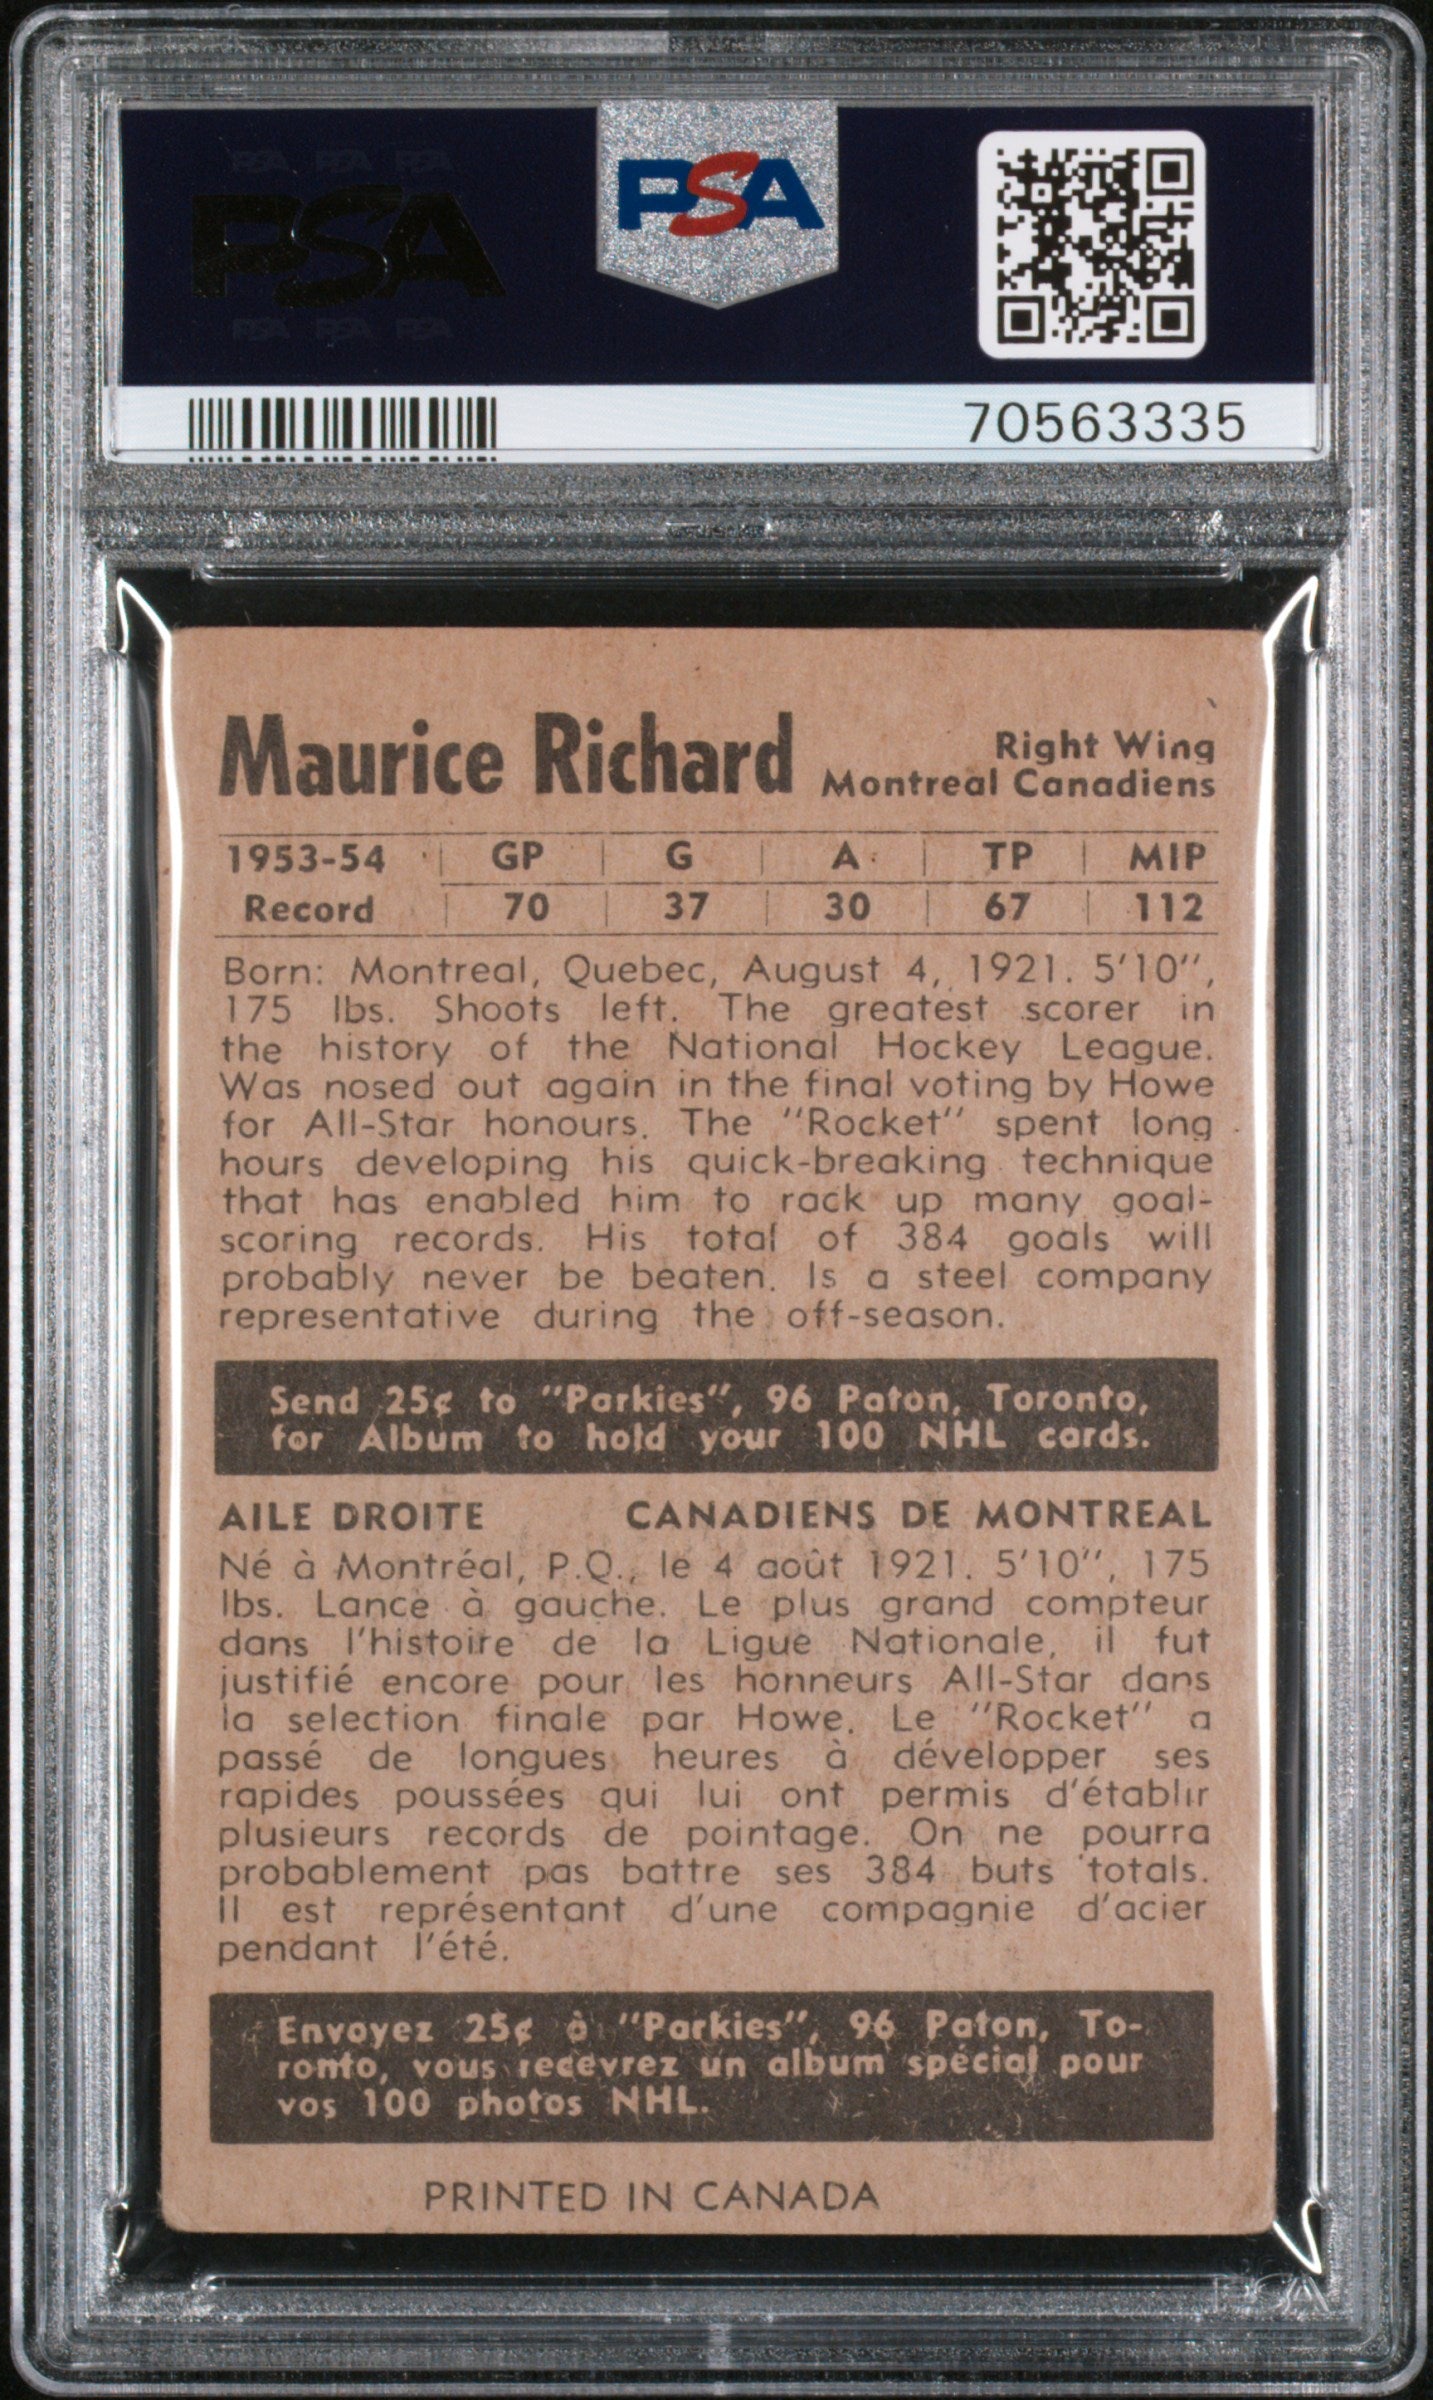 PSA PSA PSA
PSA
PSA PSA PSA
PSA
70563335
Maurice Richard
Right Wing
Montreal Canadiens
1953-54 | GP | G | A | TP | MIP
Record | 70 | 37 | 30 | 67 | 112
Born: Montreal, Quebec, August 4, 1921. 5'10",
175 lbs. Shoots left. The greatest scorer in
the history of the National Hockey League.
Was nosed out again in the final voting by Howe
for All-Star honours. The "Rocket" spent long
hours developing his quick-breaking technique
that has enabled him to rack up many goal-
scoring records. His total of 384 goals will
probably never be beaten. Is a steel company
representative during the off-season.
Send 25¢ to "Parkies", 96 Paton, Toronto,
for Album to hold your 100 NHL cards.
AILE DROITE CANADIENS DE MONTREAL
Né à Montréal, P.Q., le 4 août 1921. 5'10", 175
lbs. Lance à gauche. Le plus grand compteur
dans l'histoire de la Ligue Nationale, il fut
justifié encore pour les honneurs All-Star dans
la selection finale par Howe. Le "Rocket" a
passé de longues heures à développer ses
rapides poussées qui lui ont permis d'établir
plusieurs records de pointage. On ne pourra
probablement pas battre ses 384 buts totals.
Il est représentant d'une compagnie d'acier
pendant l'été.
Envoyez 25¢ à "Parkies", 96 Paton, To-
ronto, vous recevrez un album spécial pour
vos 100 photos NHL.
PRINTED IN CANADA
PSA